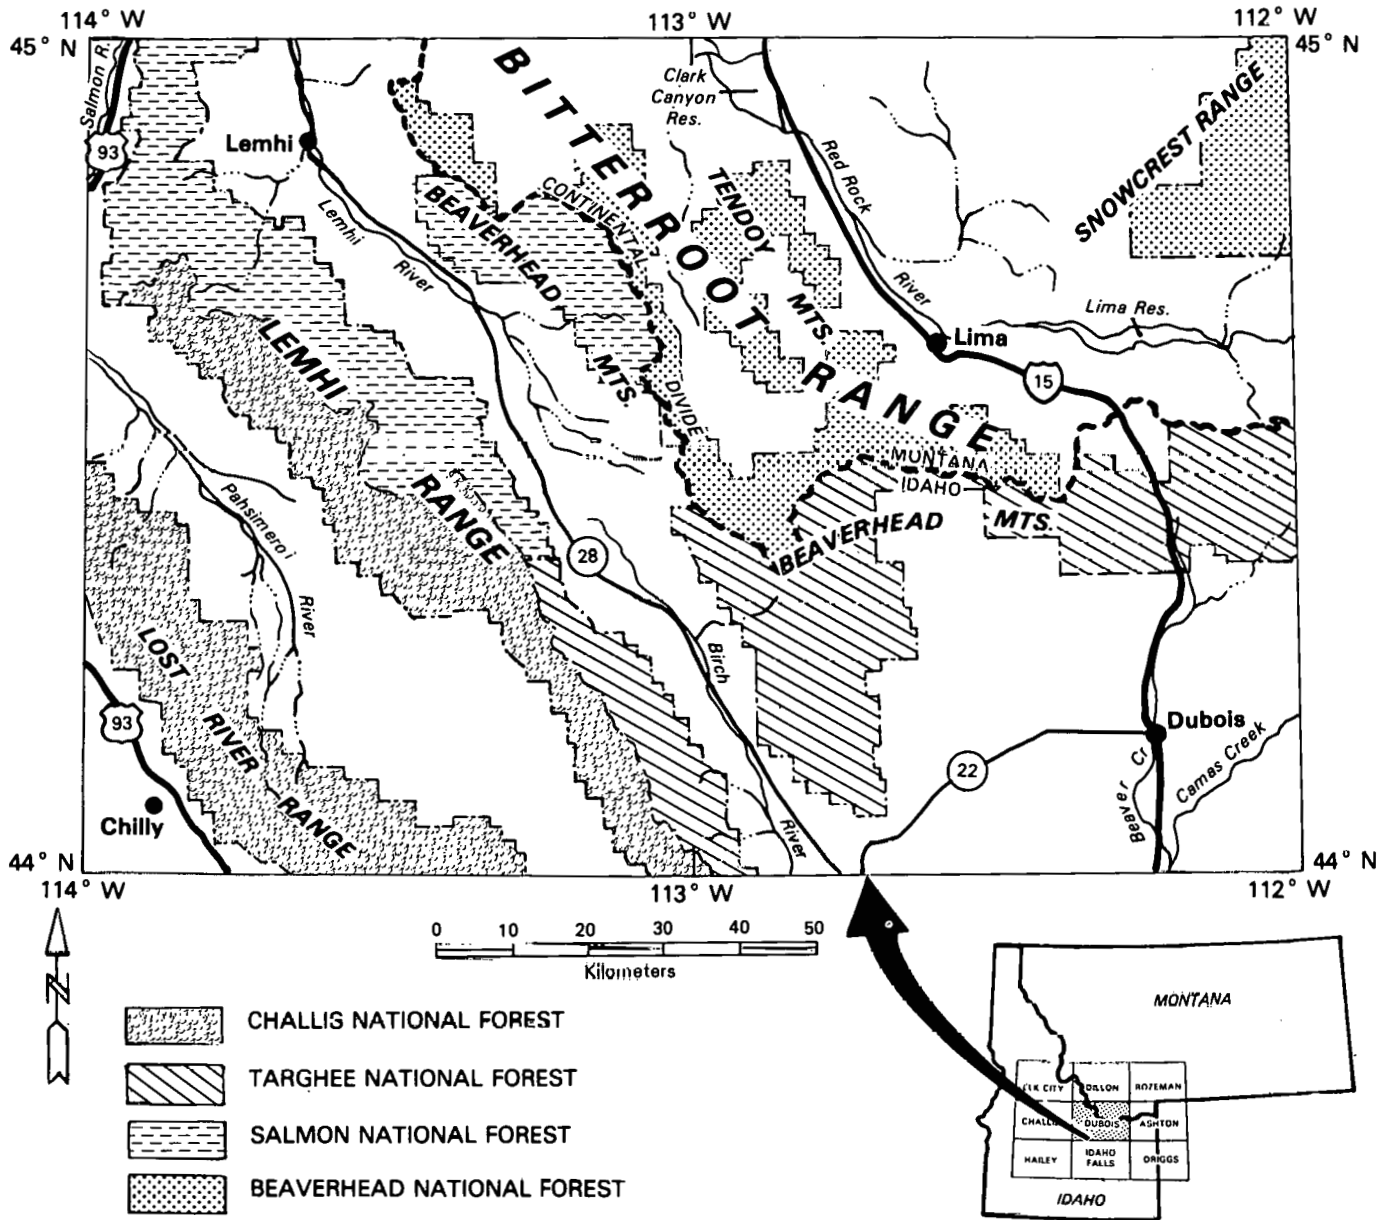 114° W 113° W 112° W
45° N 45° N
Salmon R.
93
Lemhi
Lemhi
River
BITTERROOT
RANGE
Clark
Canyon
Res.
Red Rock
River
SNOWCREST RANGE
TENDOY
MTS.
CONTINENTAL
DIVIDE
BEAVERHEAD
MTS.
Lima Res.
Lima
15
LEMHI
RANGE
MONTANA
IDAHO
BEAVERHEAD
MTS.
Pahsimeroi
River
28
Birch
River
LOST
RIVER
RANGE
93
Chilly
22
Dubois
Beaver Cr
Camas Creek
44° N 44° N
114° W 113° W 112° W
0 10 20 30 40 50
Kilometers
N
CHALLIS NATIONAL FOREST
TARGHEE NATIONAL FOREST
SALMON NATIONAL FOREST
BEAVERHEAD NATIONAL FOREST
MONTANA
ELK CITY DILLON BOZEMAN
CHALLIS DUBOIS ASHTON
HAILEY IDAHO
FALLS DRIGGS
IDAHO